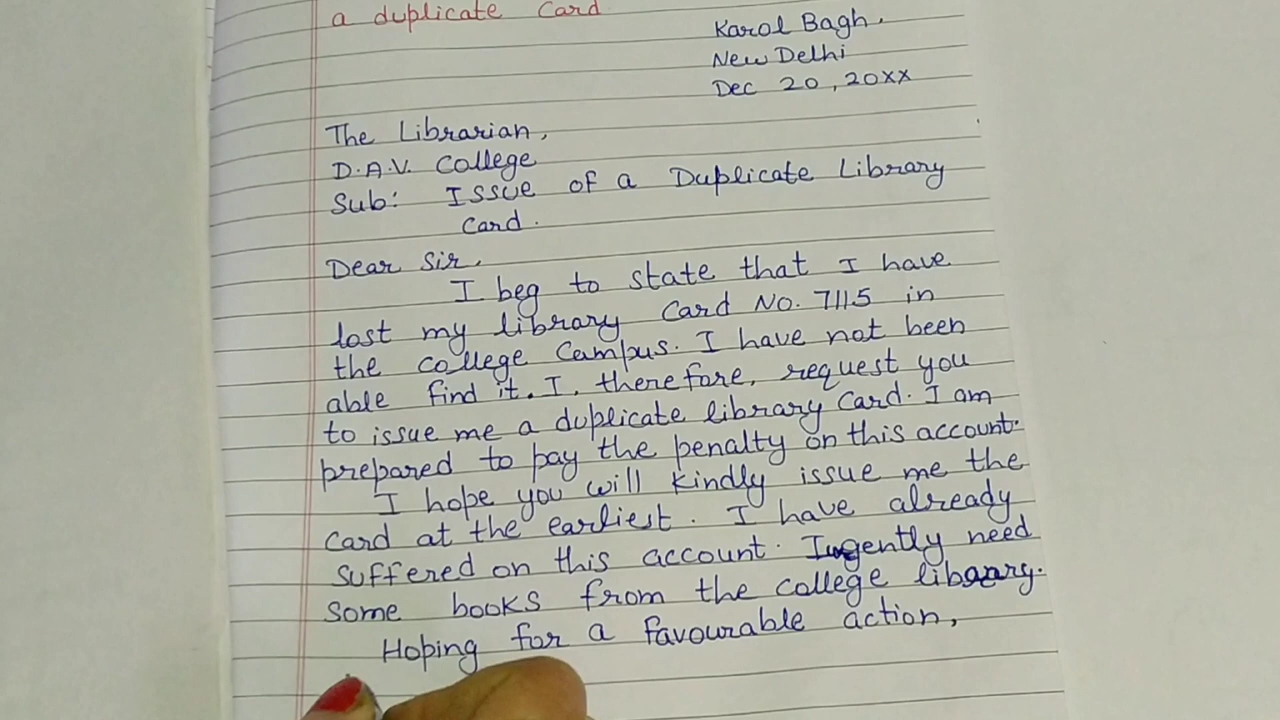 a duplicate Card
Karol Bagh,
New Delhi
Dec 20, 20xx
The Librarian,
D.A.V. College
Sub: Issue of a Duplicate Library
Card.
Dear Sir,
I beg to state that I have
lost my library Card No. 7115 in
the college Campus. I have not been
able find it. I, therefore, request you
to issue me a duplicate library Card. I am
prepared to pay the penalty on this account.
I hope you will kindly issue me the
card at the earliest. I have already
suffered on this account. I urgently need
some books from the college library.
Hoping for a favourable action,